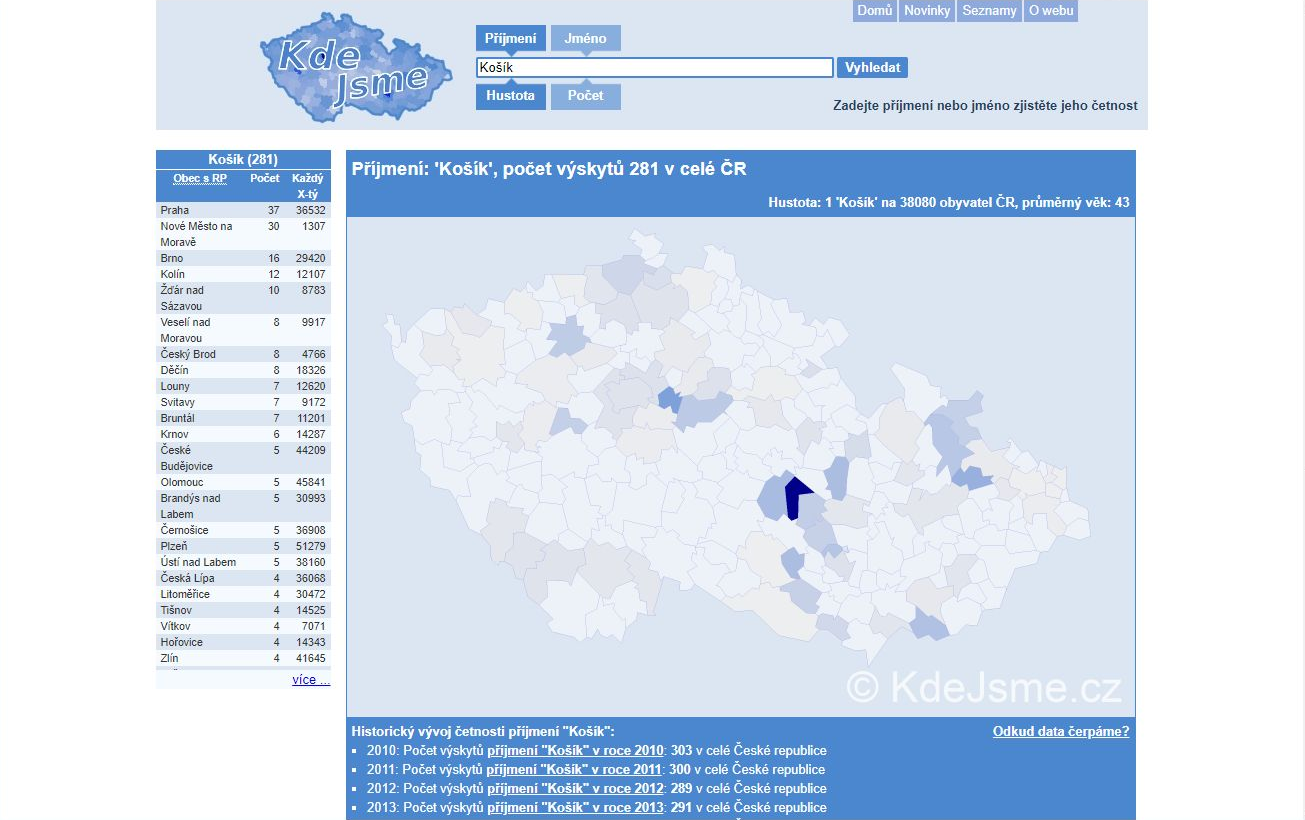 Domů Novinky Seznamy O webu
Kde
Jsme
Příjmení Jméno
Košík Vyhledat
Hustota Počet
Zadejte příjmení nebo jméno zjistěte jeho četnost
Košík (281)
Obec s RP Počet Každý
X-tý
Praha 37 36532
Nové Město na 30 1307
Moravě
Brno 16 29420
Kolín 12 12107
Žďár nad 10 8783
Sázavou
Veselí nad 8 9917
Moravou
Český Brod 8 4766
Děčín 8 18326
Louny 7 12620
Svitavy 7 9172
Bruntál 7 11201
Krnov 6 14287
České 5 44209
Budějovice
Olomouc 5 45841
Brandýs nad 5 30993
Labem
Černošice 5 36908
Plzeň 5 51279
Ústí nad Labem 5 38160
Česká Lípa 4 36068
Litoměřice 4 30472
Tišnov 4 14525
Vítkov 4 7071
Hořovice 4 14343
Zlín 4 41645
více ...
Příjmení: 'Košík', počet výskytů 281 v celé ČR
Hustota: 1 'Košík' na 38080 obyvatel ČR, průměrný věk: 43
© KdeJsme.cz
Historický vývoj četnosti příjmení "Košík": Odkud data čerpáme?
2010: Počet výskytů příjmení "Košík" v roce 2010: 303 v celé České republice
2011: Počet výskytů příjmení "Košík" v roce 2011: 300 v celé České republice
2012: Počet výskytů příjmení "Košík" v roce 2012: 289 v celé České republice
2013: Počet výskytů příjmení "Košík" v roce 2013: 291 v celé České republice